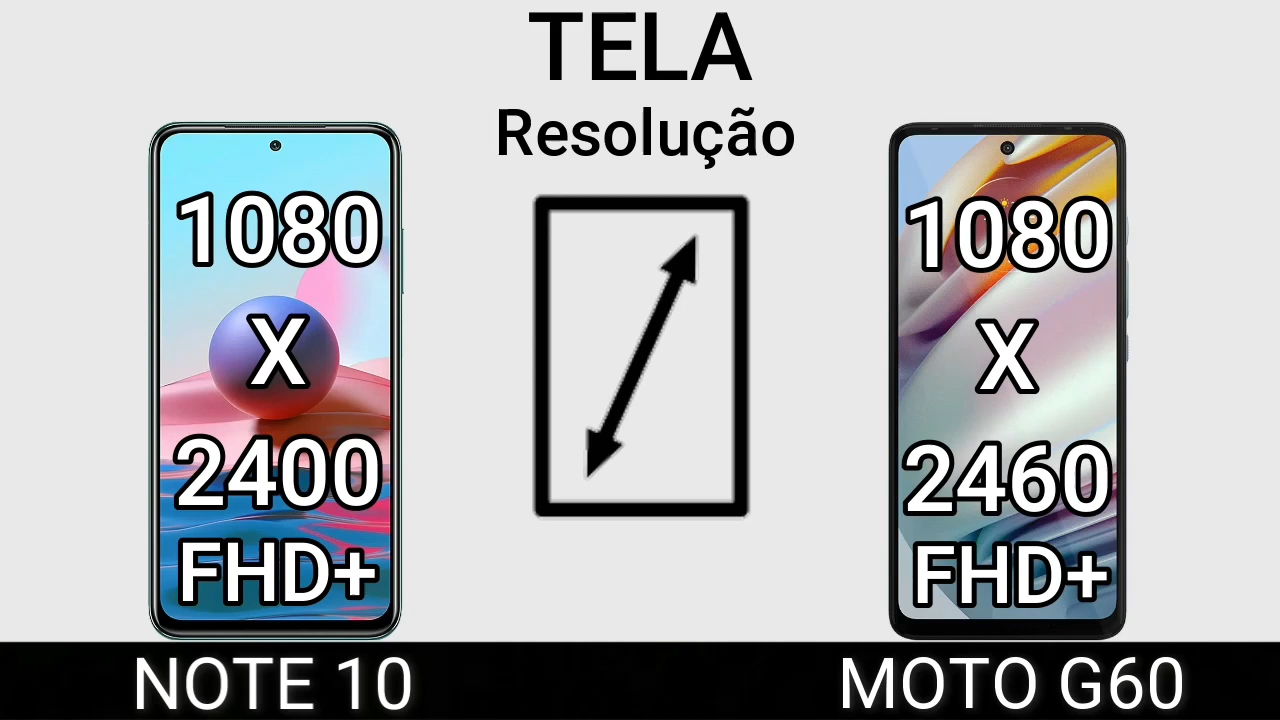 TELA
Resolução
1080
X
2400
FHD+
1080
X
2460
FHD+
NOTE 10
MOTO G60